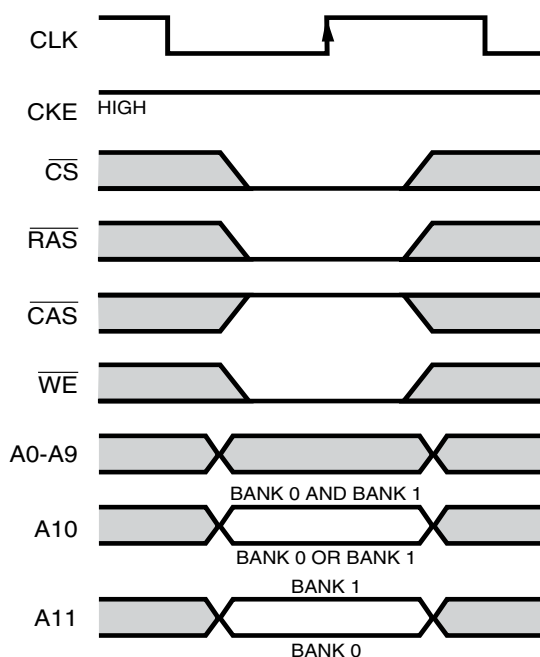 CLK
CKE
HIGH
CS
RAS
CAS
WE
A0-A9
BANK 0 AND BANK 1
A10
BANK 0 OR BANK 1
BANK 1
A11
BANK 0